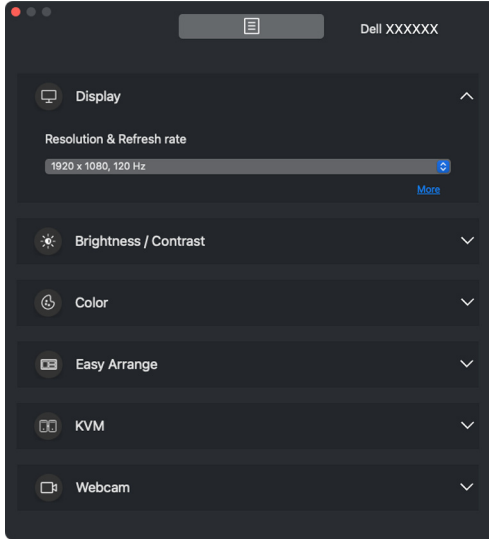 Dell XXXXXX
Display
Resolution & Refresh rate
1920 x 1080, 120 Hz
More
Brightness / Contrast
Color
Easy Arrange
KVM
Webcam